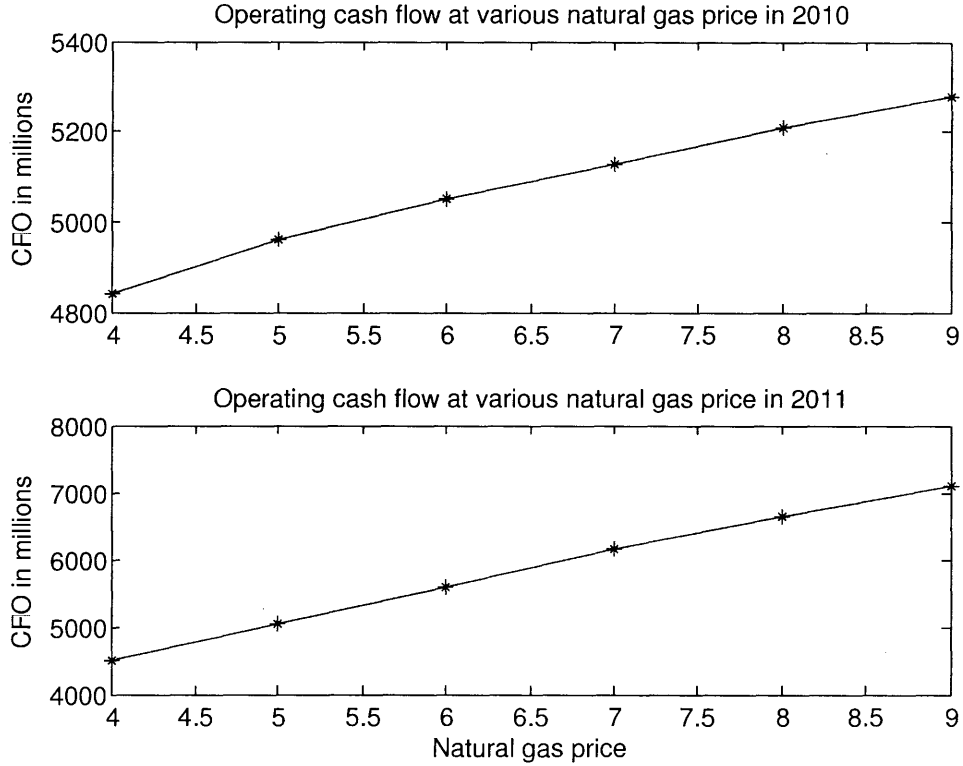 Operating cash flow at various natural gas price in 2010
5400
5200
5000
4800
CFO in millions
4 4.5 5 5.5 6 6.5 7 7.5 8 8.5 9
Operating cash flow at various natural gas price in 2011
8000
7000
6000
5000
4000
CFO in millions
4 4.5 5 5.5 6 6.5 7 7.5 8 8.5 9
Natural gas price